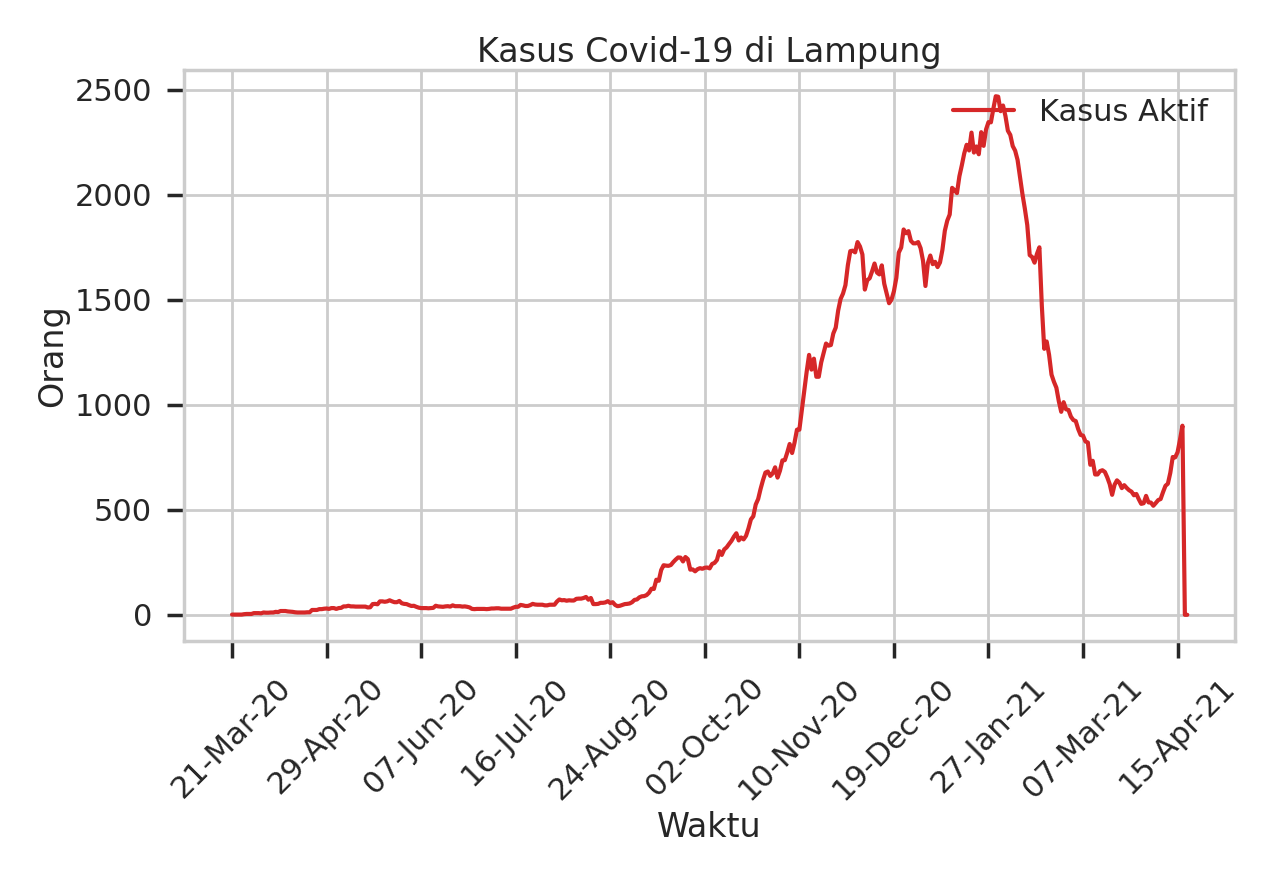 Kasus Covid-19 di Lampung
Kasus Aktif
Orang
2500
2000
1500
1000
500
0
21-Mar-20
29-Apr-20
07-Jun-20
16-Jul-20
24-Aug-20
02-Oct-20
10-Nov-20
19-Dec-20
27-Jan-21
07-Mar-21
15-Apr-21
Waktu